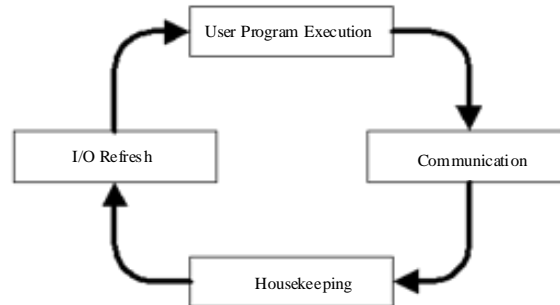 User Program Execution
I/O Refresh
Communication
Housekeeping